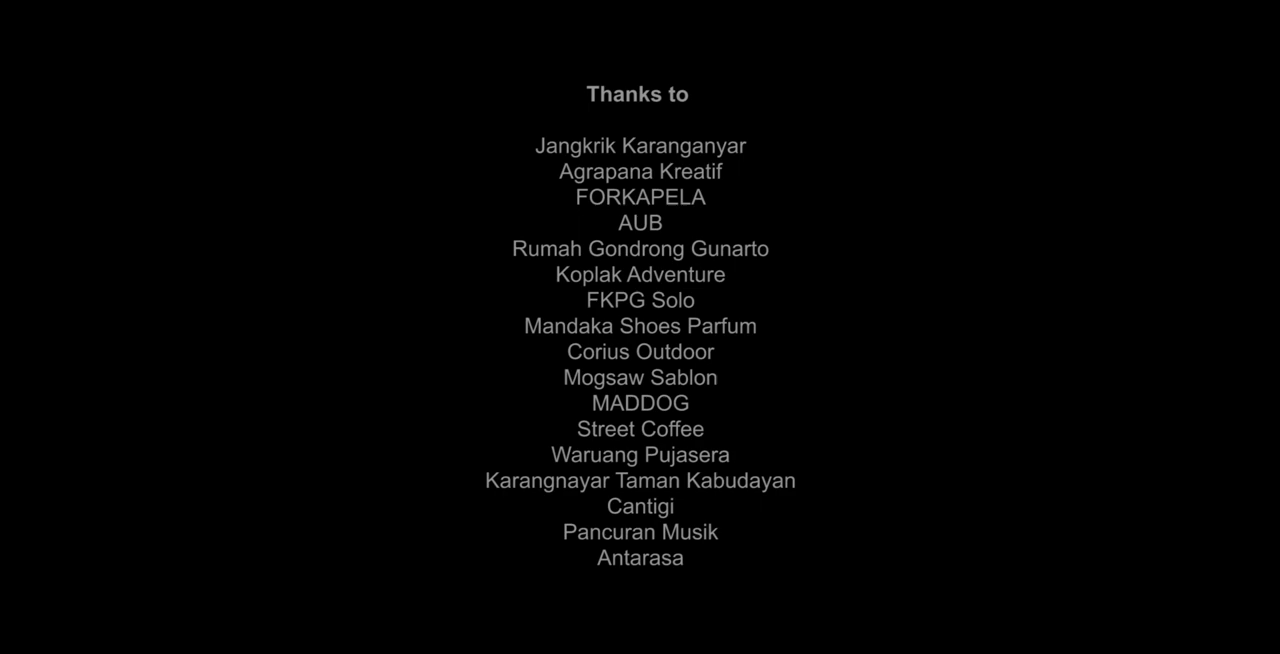 Thanks to
Jangkrik Karanganyar
Agrapana Kreatif
FORKAPELA
AUB
Rumah Gondrong Gunarto
Koplak Adventure
FKPG Solo
Mandaka Shoes Parfum
Corius Outdoor
Mogsaw Sablon
MADDOG
Street Coffee
Waruang Pujasera
Karangnayar Taman Kabudayan
Cantigi
Pancuran Musik
Antarasa